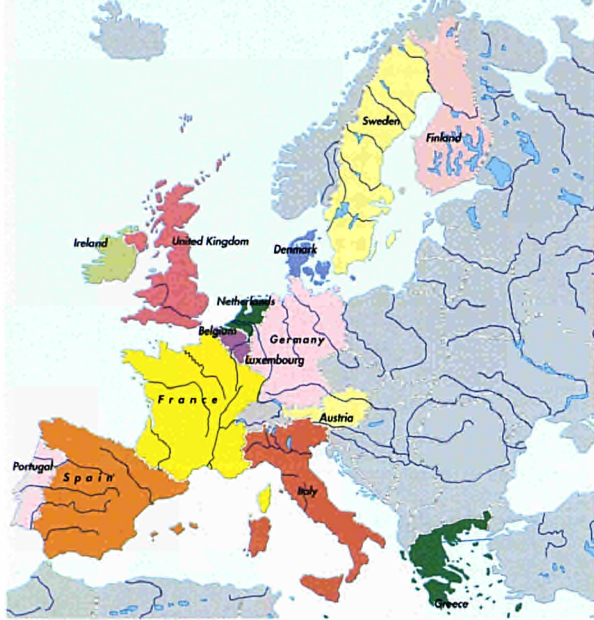 Sweden
Finland
Ireland
United Kingdom
Denmark
Netherlands
Belgium
Germany
Luxembourg
France
Austria
Portugal
Spain
Italy
Greece